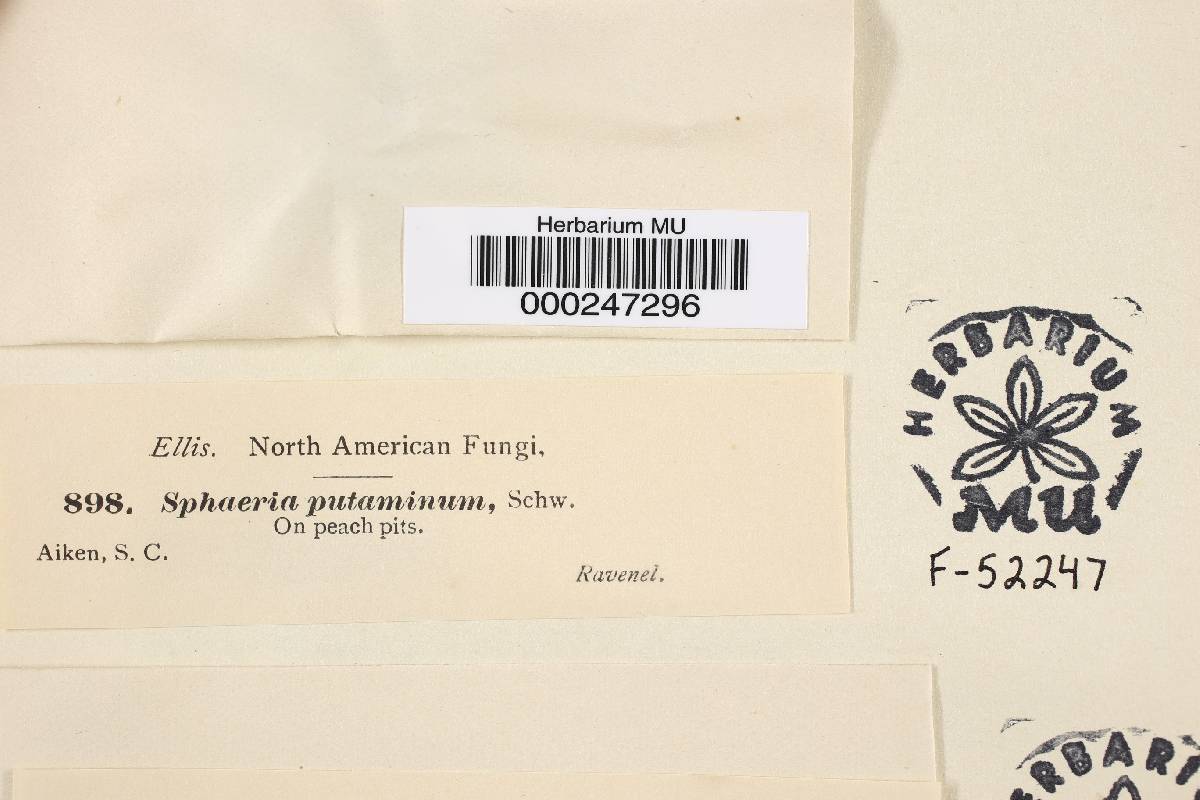 Herbarium MU
000247296
Ellis. North American Fungi,
898. Sphaeria putaminum, Schw.
On peach pits.
Aiken, S. C.
Ravenel.
HERBARIUM
MU
F-52247
ERBARI